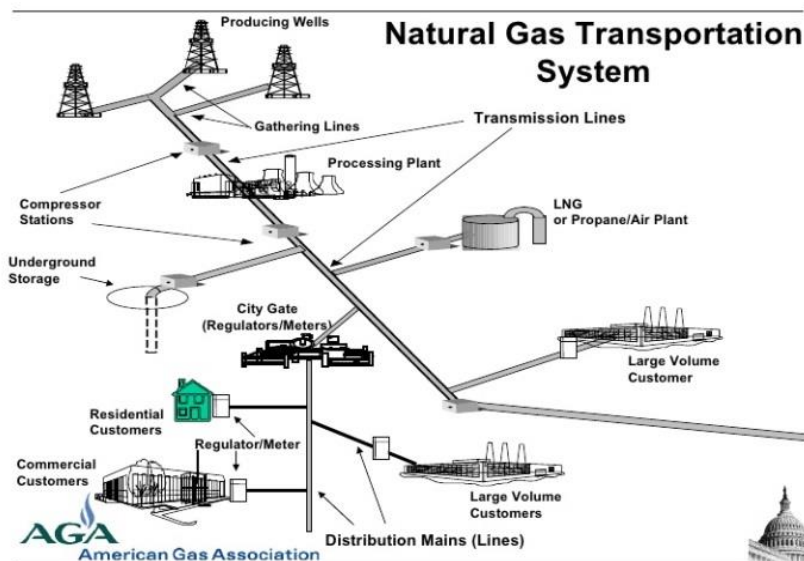 Producing Wells
Natural Gas Transportation
System
Gathering Lines
Transmission Lines
Processing Plant
Compressor
Stations
LNG
or Propane/Air Plant
Underground
Storage
City Gate
(Regulators/Meters)
Large Volume
Customer
Residential
Customers
Regulator/Meter
Commercial
Customers
Large Volume
Customers
Distribution Mains (Lines)
AGA
American Gas Association